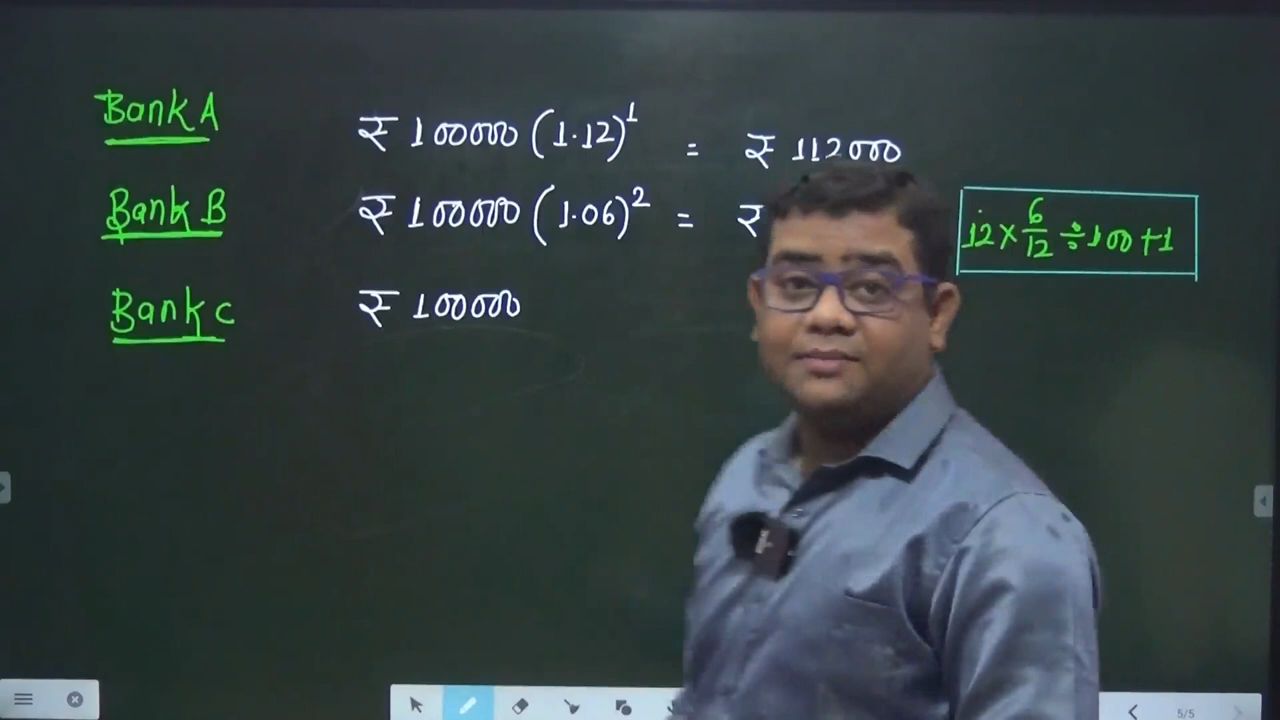 Bank A ₹ 100000 (1.12)¹ = ₹ 112000
Bank B ₹ 100000 (1.06)² = ₹
12 × 6/12 ÷ 100 + 1
Bank C ₹ 100000
5/5